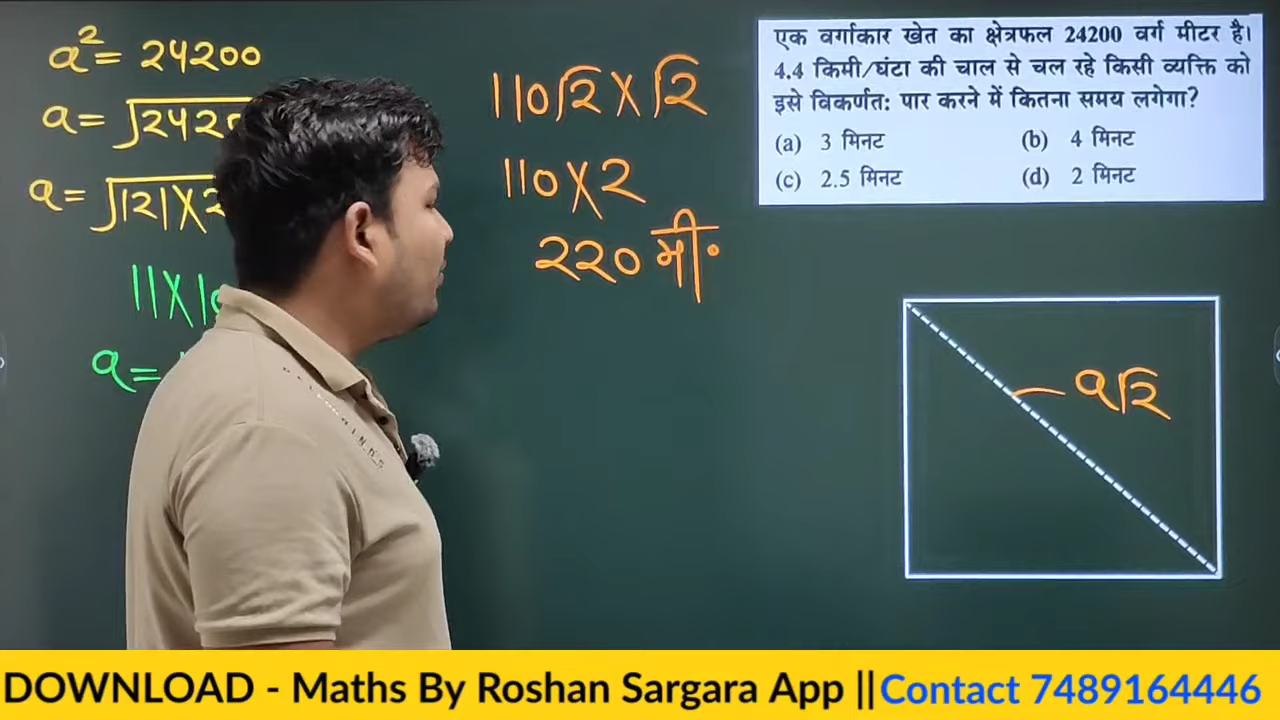 a² = 24200
a = √242
a = √121×2
11×10
a =
110√2 × √2
110×2
220 मी॰
एक वर्गाकार खेत का क्षेत्रफल 24200 वर्ग मीटर है।
4.4 किमी/घंटा की चाल से चल रहे किसी व्यक्ति को
इसे विकर्णत: पार करने में कितना समय लगेगा?
(a) 3 मिनट (b) 4 मिनट
(c) 2.5 मिनट (d) 2 मिनट
a√2
DOWNLOAD - Maths By Roshan Sargara App || Contact 7489164446